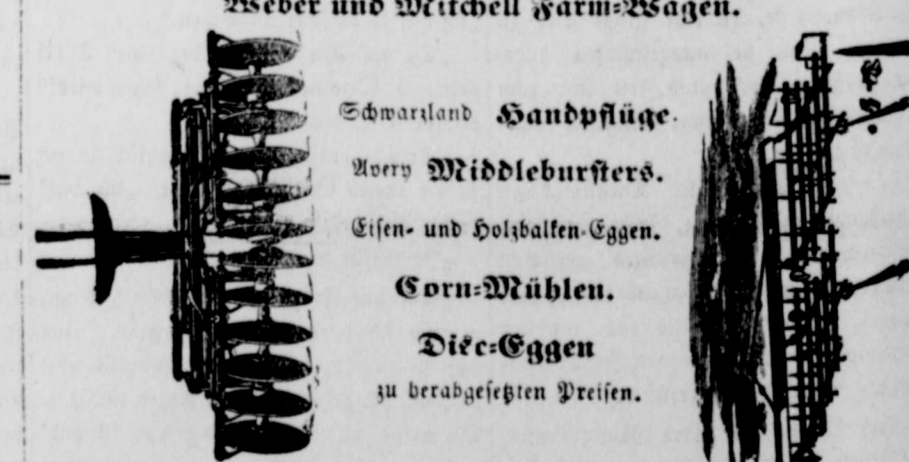 Weber und Mitchell Farm-Wagen.
Schwarzland Handpflüge.
Avery Middlebursters.
Eisen- und Holzbalken-Eggen.
Corn-Mühlen.
Disc-Eggen
zu herabgesetzten Preisen.